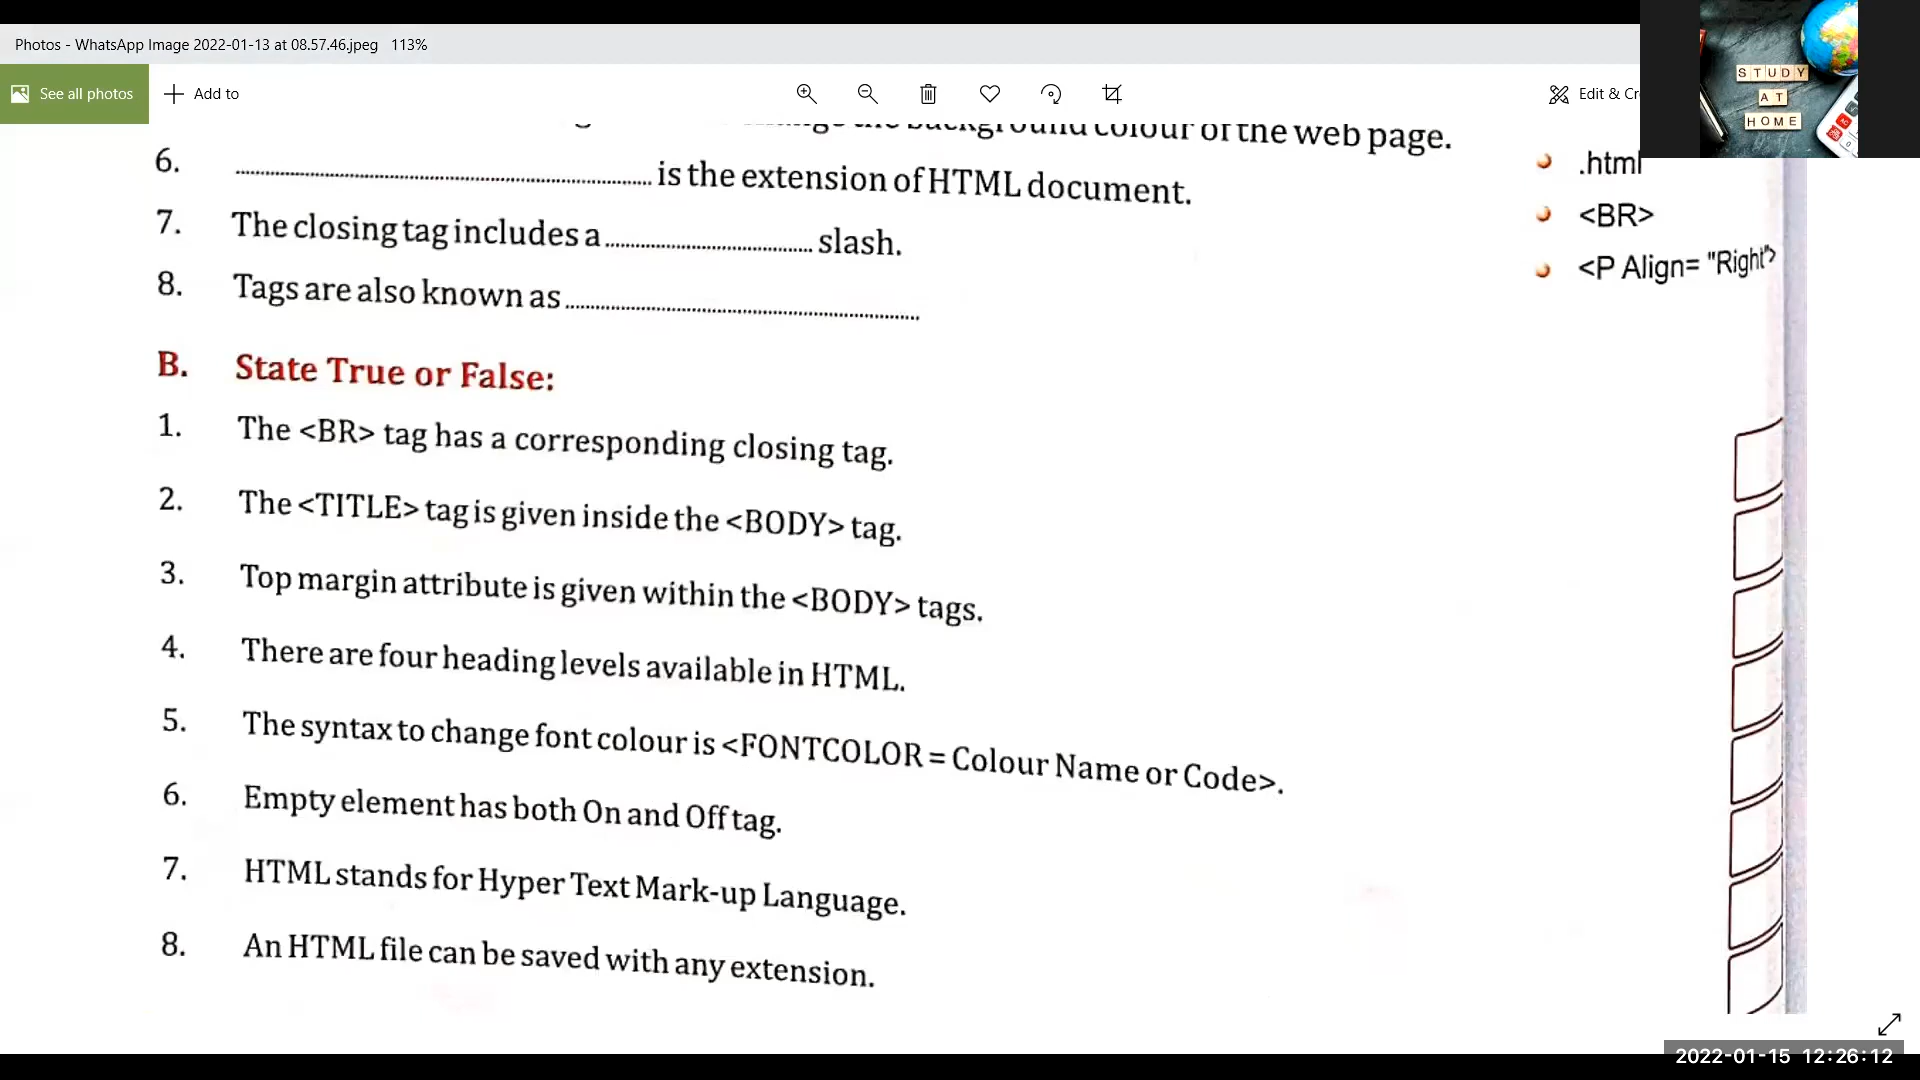 Photos - WhatsApp Image 2022-01-13 at 08.57.46.jpeg 113%
See all photos
Add to
Edit & Cr
STUDY
AT
HOME
change the background colour of the web page.
6. is the extension of HTML document.
7. The closing tag includes a slash.
8. Tags are also known as
.html
<BR>
<P Align= "Right">
B. State True or False:
1. The <BR> tag has a corresponding closing tag.
2. The <TITLE> tag is given inside the <BODY> tag.
3. Top margin attribute is given within the <BODY> tags.
4. There are four heading levels available in HTML.
5. The syntax to change font colour is <FONTCOLOR = Colour Name or Code>.
6. Empty element has both On and Off tag.
7. HTML stands for Hyper Text Mark-up Language.
8. An HTML file can be saved with any extension.
2022-01-15 12:26:12